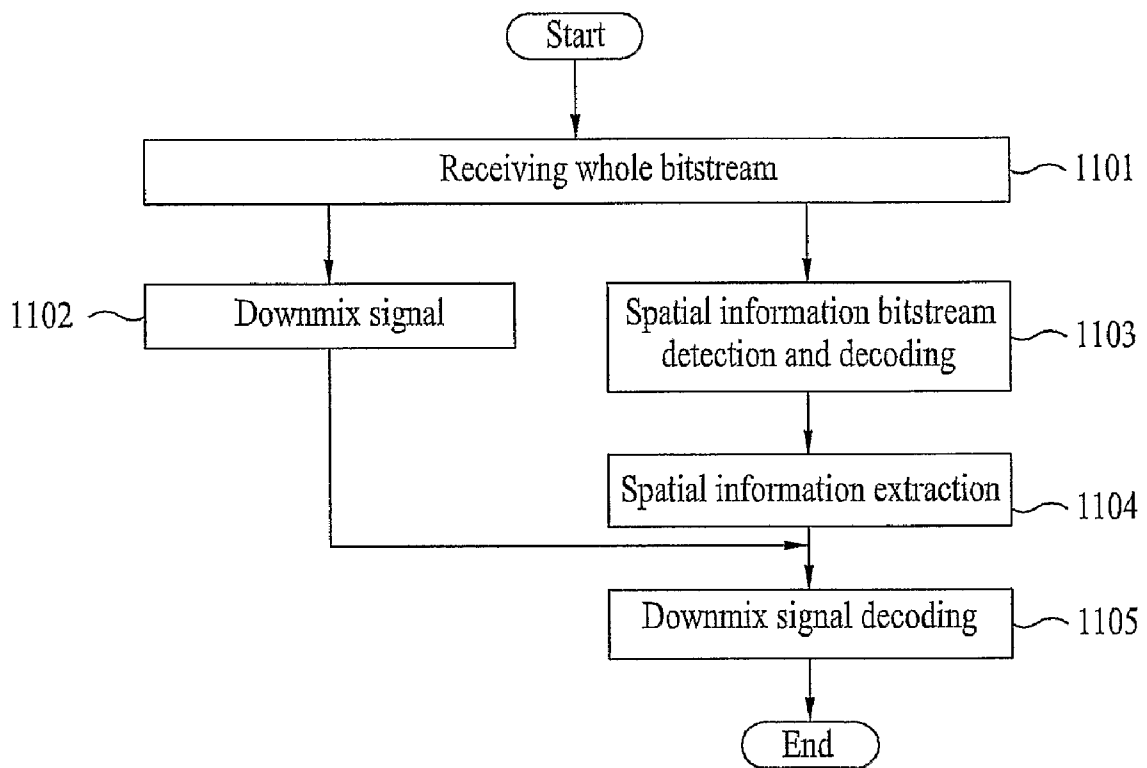 Start
Receiving whole bitstream
1101
1102
Downmix signal
Spatial information bitstream
detection and decoding
1103
Spatial information extraction
1104
Downmix signal decoding
1105
End